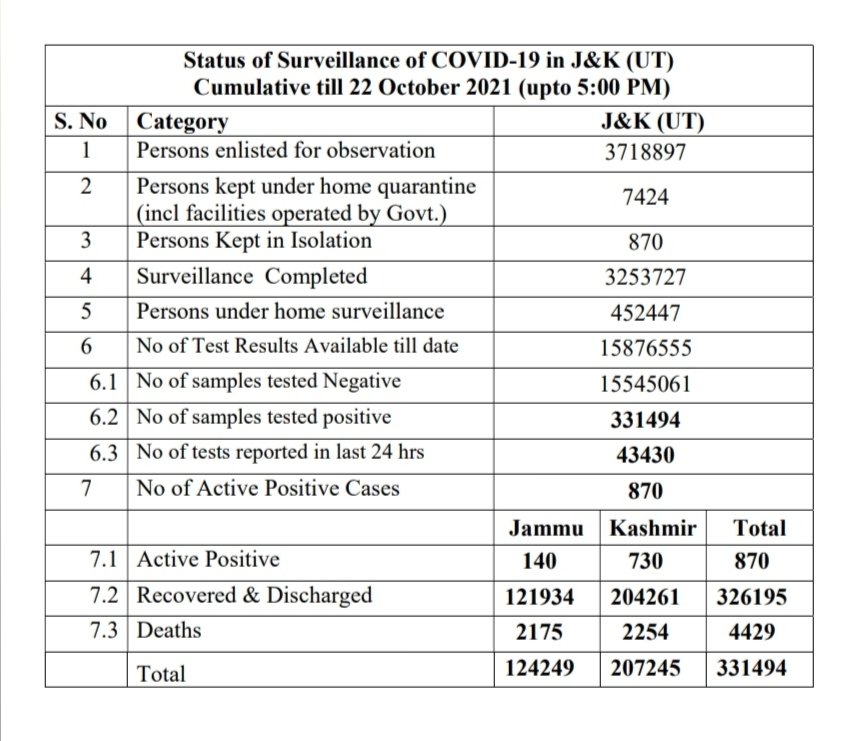 Status of Surveillance of COVID-19 in J&K (UT)
Cumulative till 22 October 2021 (upto 5:00 PM)
S. No Category J&K (UT)
1 Persons enlisted for observation 3718897
2 Persons kept under home quarantine
(incl facilities operated by Govt.) 7424
3 Persons Kept in Isolation 870
4 Surveillance Completed 3253727
5 Persons under home surveillance 452447
6 No of Test Results Available till date 15876555
6.1 No of samples tested Negative 15545061
6.2 No of samples tested positive 331494
6.3 No of tests reported in last 24 hrs 43430
7 No of Active Positive Cases 870
Jammu Kashmir Total
7.1 Active Positive 140 730 870
7.2 Recovered & Discharged 121934 204261 326195
7.3 Deaths 2175 2254 4429
Total 124249 207245 331494